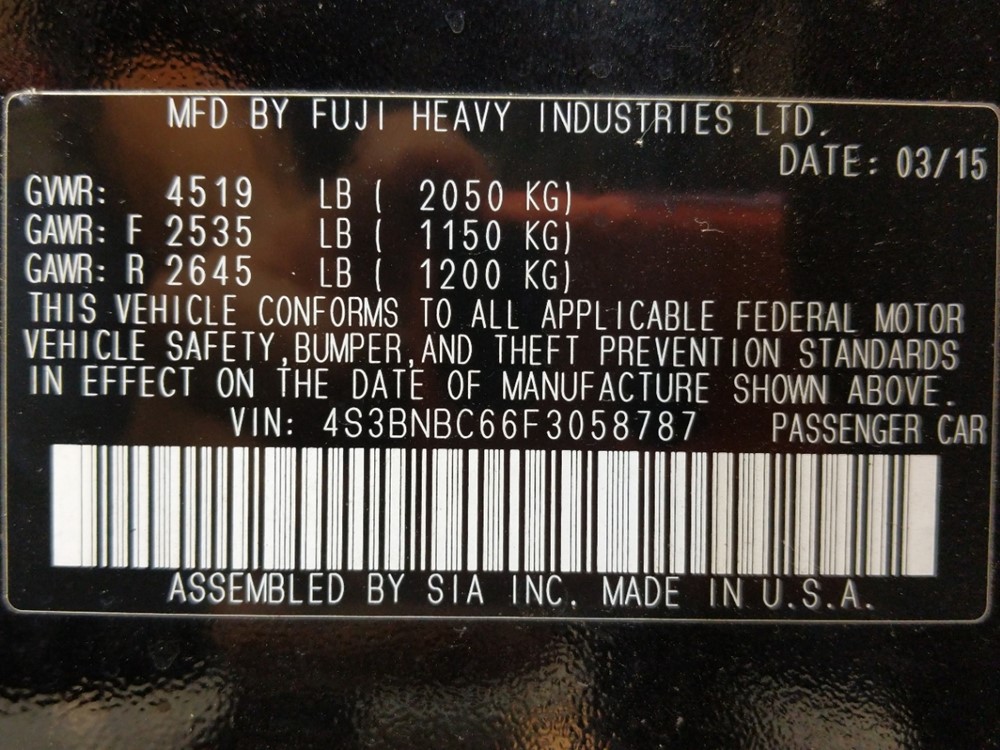 MFD BY FUJI HEAVY INDUSTRIES LTD.
DATE: 03/15
GVWR: 4519 LB ( 2050 KG)
GAWR: F 2535 LB ( 1150 KG)
GAWR: R 2645 LB ( 1200 KG)
THIS VEHICLE CONFORMS TO ALL APPLICABLE FEDERAL MOTOR
VEHICLE SAFETY,BUMPER,AND THEFT PREVENTION STANDARDS
IN EFFECT ON THE DATE OF MANUFACTURE SHOWN ABOVE.
VIN: 4S3BNBC66F3058787 PASSENGER CAR
ASSEMBLED BY SIA INC. MADE IN U.S.A.